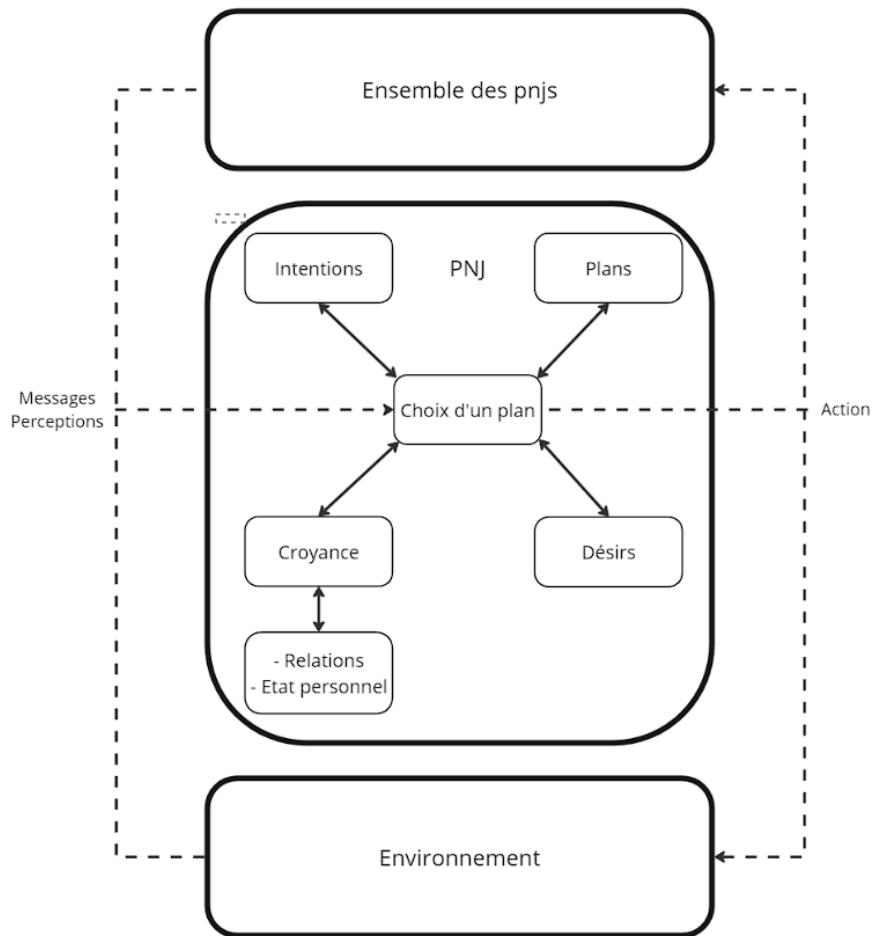 Ensemble des pnjs
Intentions
PNJ
Plans
Messages
Perceptions
Choix d'un plan
Action
Croyance
Désirs
- Relations
- Etat personnel
Environnement